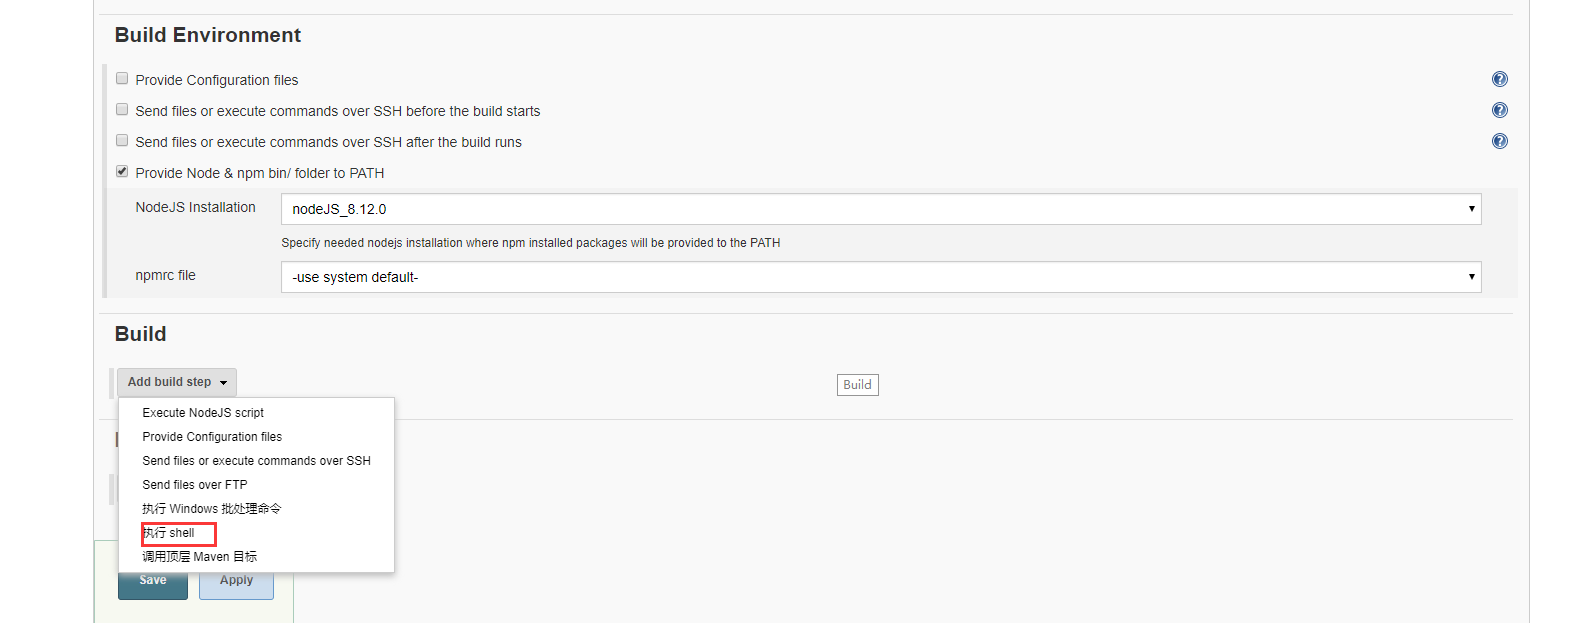 Build Environment
Provide Configuration files
Send files or execute commands over SSH before the build starts
Send files or execute commands over SSH after the build runs
Provide Node & npm bin/ folder to PATH
NodeJS Installation
nodeJS_8.12.0
Specify needed nodejs installation where npm installed packages will be provided to the PATH
npmrc file
-use system default-
Build
Add build step
Build
Execute NodeJS script
Provide Configuration files
Send files or execute commands over SSH
Send files over FTP
执行 Windows 批处理命令
执行 shell
调用顶层 Maven 目标
Save
Apply